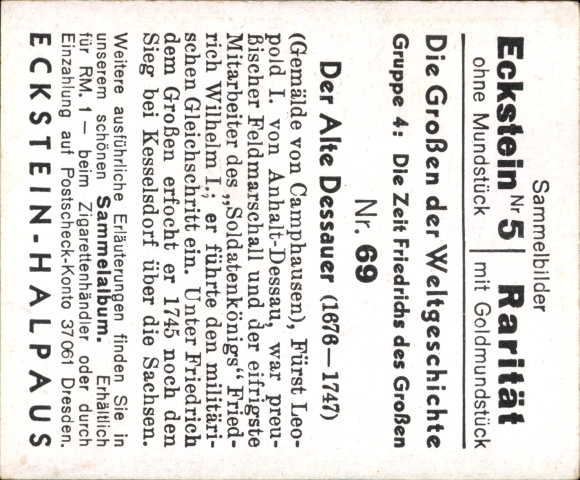 Sammelbilder
Eckstein Nr 5 | Rarität
ohne Mundstück | mit Goldmundstück
Die Großen der Weltgeschichte
Gruppe 4: Die Zeit Friedrichs des Großen
Nr. 69
Der Alte Dessauer (1676—1747)
(Gemälde von Camphausen), Fürst Leo-
pold I. von Anhalt-Dessau, war preu-
ßischer Feldmarschall und der eifrigste
Mitarbeiter des „Soldatenkönigs“ Fried-
rich Wilhelm I.; er führte den militäri-
schen Gleichschritt ein. Unter Friedrich
dem Großen erfocht er 1745 noch den
Sieg bei Kesselsdorf über die Sachsen.
Weitere ausführliche Erläuterungen finden Sie in
unserem schönen Sammelalbum. Erhältlich
für RM. 1 — beim Zigarettenhändler oder durch
Einzahlung auf Postscheck-Konto 37061 Dresden.
ECKSTEIN-HALPAUS